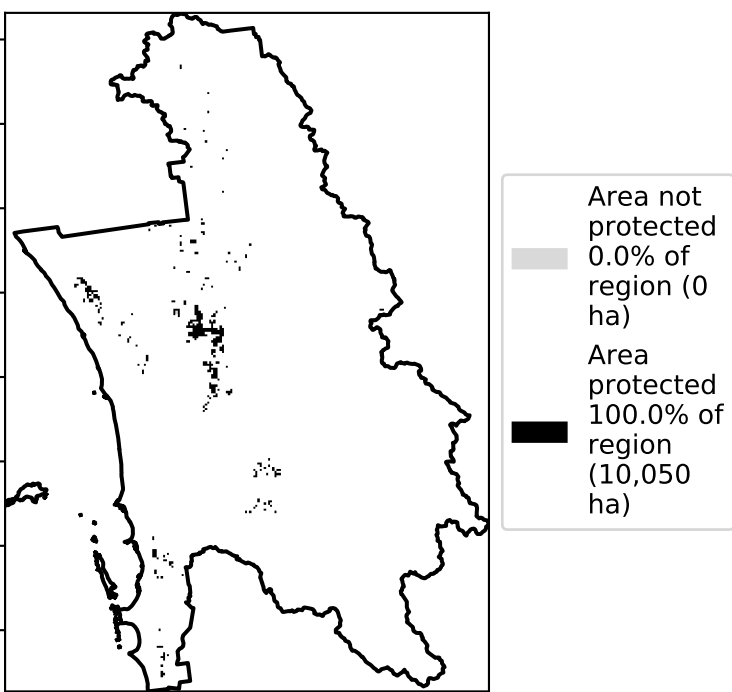 Area not
protected
0.0% of
region (0
ha)
Area
protected
100.0% of
region
(10,050
ha)